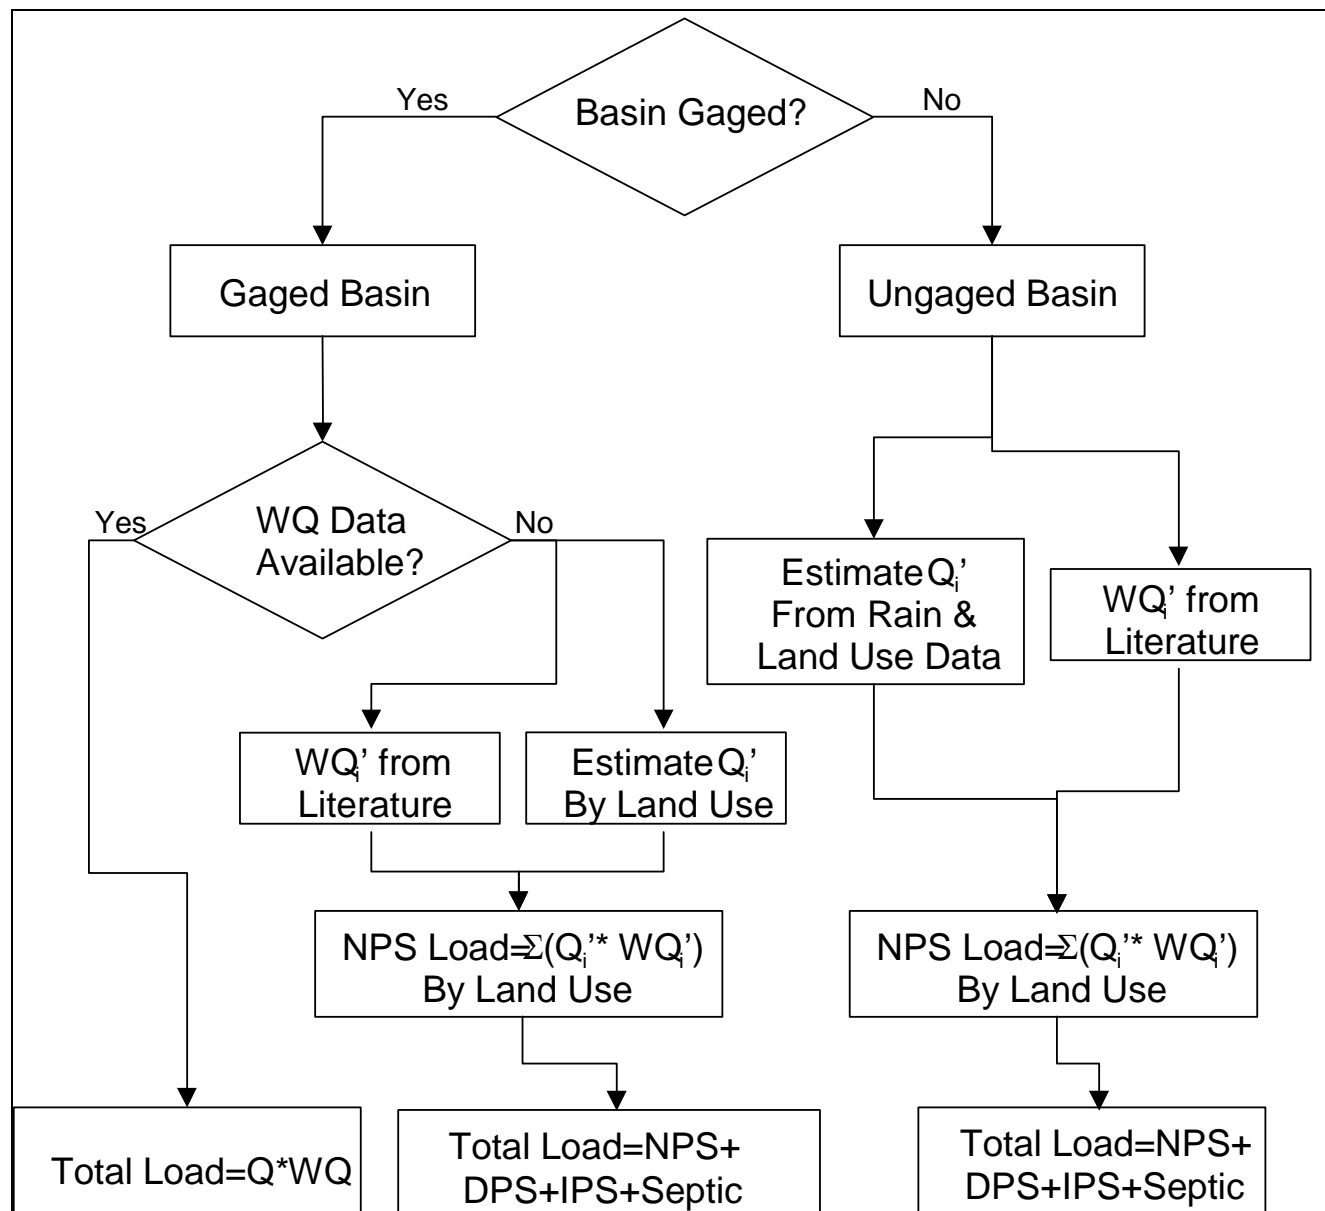 Basin Gaged?
Yes
No
Gaged Basin
Ungaged Basin
WQ Data
Available?
Yes
No
Estimate Qi’
From Rain &
Land Use Data
WQi’ from
Literature
WQi’ from
Literature
Estimate Qi’
By Land Use
NPS Load=Σ(Qi’* WQi’)
By Land Use
NPS Load=Σ(Qi’* WQi’)
By Land Use
Total Load=Q*WQ
Total Load=NPS+
DPS+IPS+Septic
Total Load=NPS+
DPS+IPS+Septic